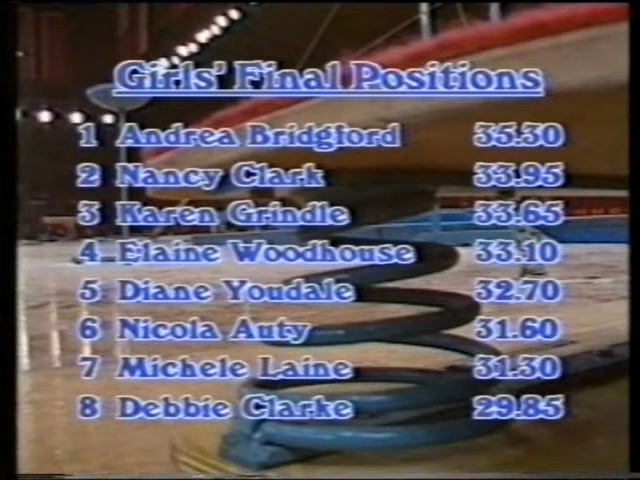 Girls' Final Positions
1 Andrea Bridgford 35.30
2 Nancy Clark 33.95
3 Karen Grindle 33.65
4 Elaine Woodhouse 33.10
5 Diane Youdale 32.70
6 Nicola Auty 31.60
7 Michele Laine 31.30
8 Debbie Clarke 29.85